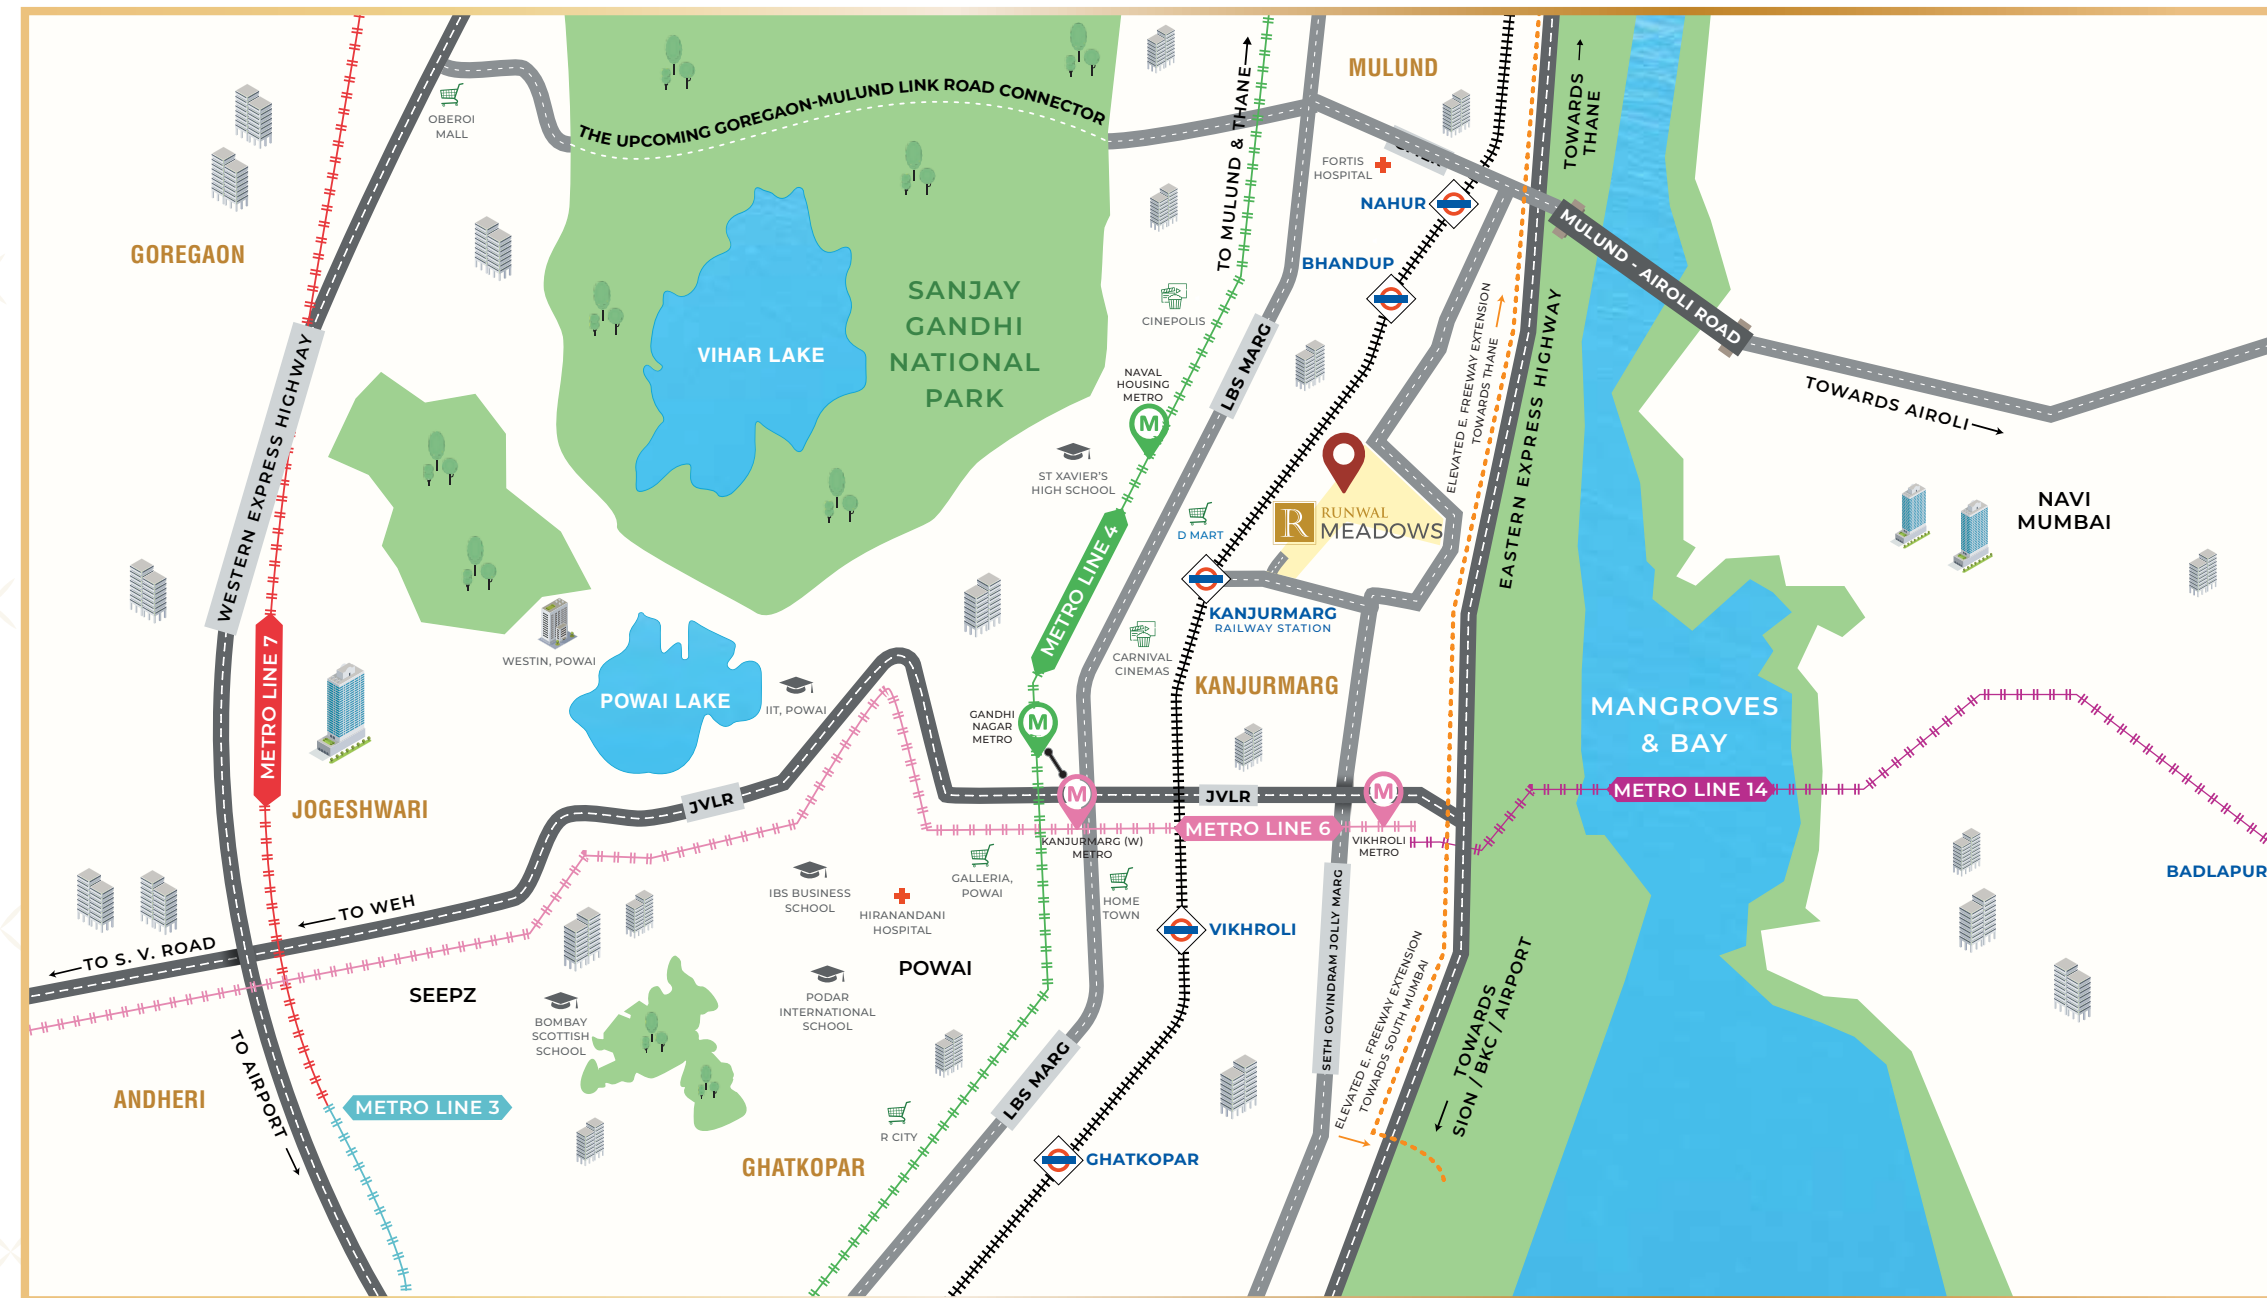 THE UPCOMING GOREGAON-MULUND LINK ROAD CONNECTOR
MULUND
TO MULUND & THANE
TOWARDS
THANE
OBEROI
MALL
FORTIS
HOSPITAL
NAHUR
MULUND - AIROLI ROAD
GOREGAON
BHANDUP
SANJAY
GANDHI
NATIONAL
PARK
VIHAR LAKE
CINEPOLIS
LBS MARG
ELEVATED E. FREEWAY EXTENSION
TOWARDS THANE
EASTERN EXPRESS HIGHWAY
TOWARDS AIROLI
WESTERN EXPRESS HIGHWAY
NAVAL
HOUSING
METRO
M
ST XAVIER'S
HIGH SCHOOL
D MART
R
RUNWAL
MEADOWS
NAVI
MUMBAI
METRO LINE 4
KANJURMARG
RAILWAY STATION
CARNIVAL
CINEMAS
KANJURMARG
METRO LINE 7
WESTIN, POWAI
POWAI LAKE
IIT, POWAI
GANDHI
NAGAR
METRO
M
MANGROVES
& BAY
JOGESHWARI
JVLR
M
JVLR
M
METRO LINE 14
METRO LINE 6
KANJURMARG (W)
METRO
VIKHROLI
METRO
BADLAPUR
IBS BUSINESS
SCHOOL
GALLERIA,
POWAI
HOME
TOWN
HIRANANDANI
HOSPITAL
TO WEH
TO S. V. ROAD
VIKHROLI
SETH GOVINDRAM JOLLY MARG
POWAI
SEEPZ
PODAR
INTERNATIONAL
SCHOOL
BOMBAY
SCOTTISH
SCHOOL
ELEVATED E. FREEWAY EXTENSION
TOWARDS SOUTH MUMBAI
TOWARDS
SION / BKC / AIRPORT
TO AIRPORT
ANDHERI
METRO LINE 3
LBS MARG
R CITY
GHATKOPAR
GHATKOPAR